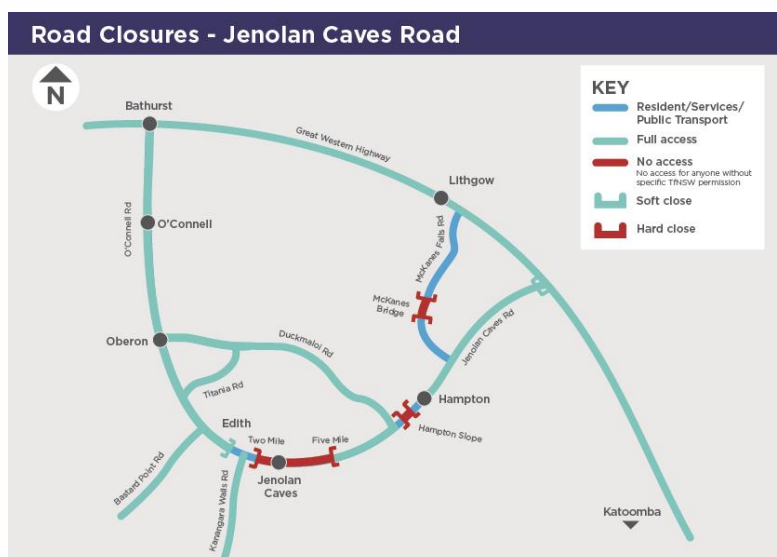 Road Closures - Jenolan Caves Road
N
KEY
Resident/Services/
Public Transport
Full access
No access
No access for anyone without
specific TfNSW permission
Soft close
Hard close
Bathurst
Great Western Highway
Lithgow
O'Connell Rd
O'Connell
McKanes Falls Rd
McKanes
Bridge
Oberon
Duckmaloi Rd
Jenolan Caves Rd
Titania Rd
Hampton
Edith
Two Mile
Five Mile
Hampton Slope
Bastard Point Rd
Kanangara Walls Rd
Jenolan
Caves
Katoomba